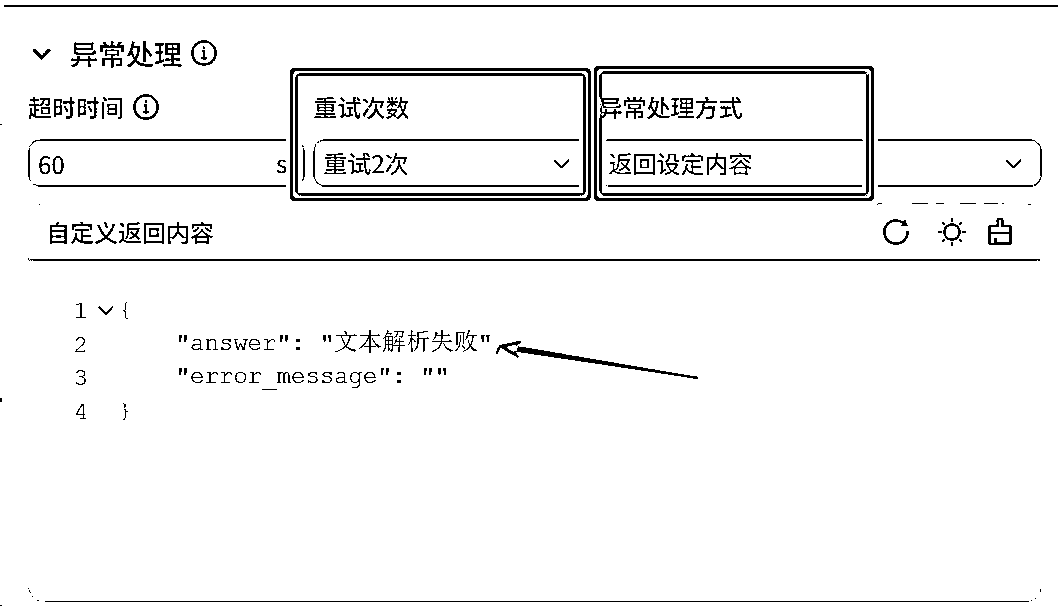 异常处理
超时时间 重试次数 异常处理方式
60 s 重试2次 返回设定内容
自定义返回内容
1 {
2 "answer": "文本解析失败"
3 "error_message": ""
4 }